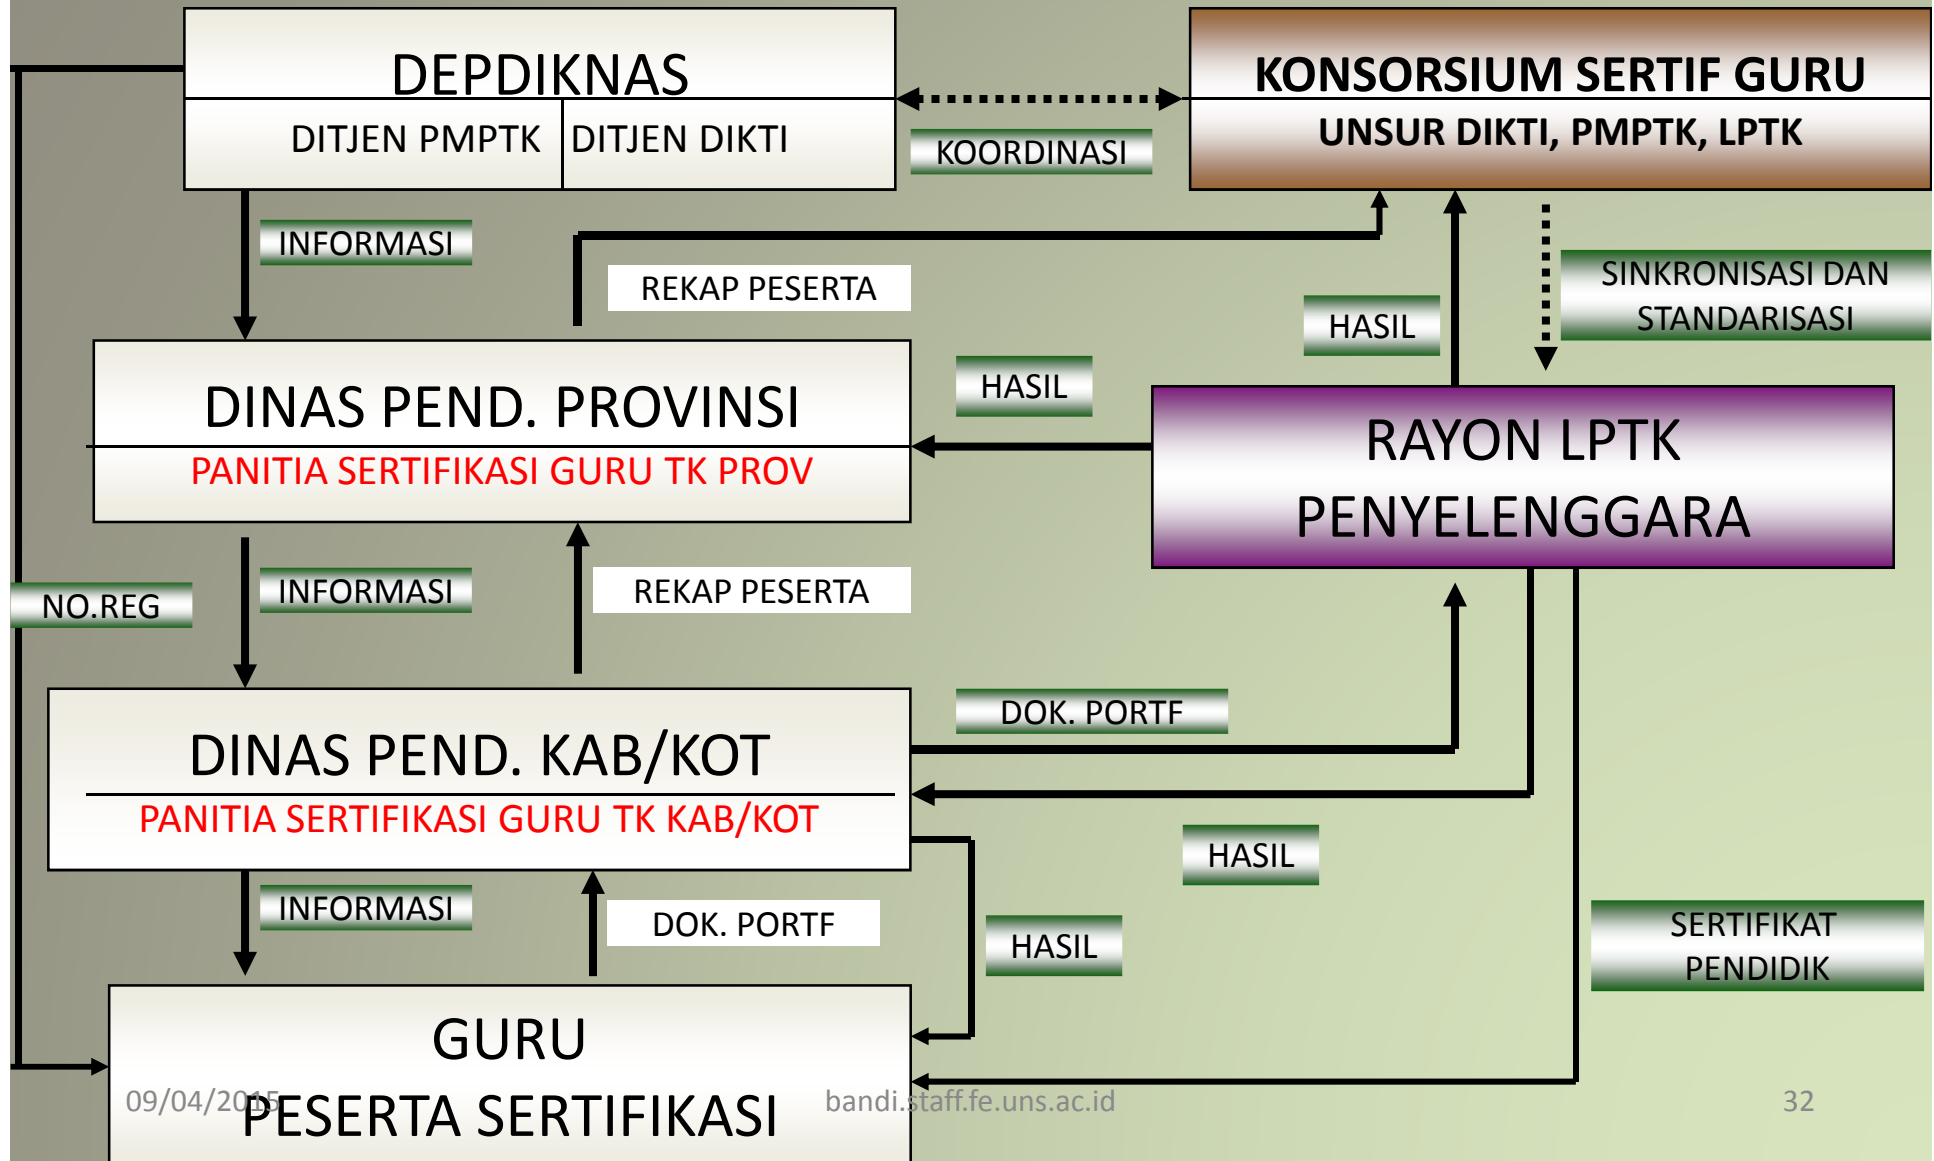 DEPDIKNAS
DITJEN PMPTK
DITJEN DIKTI
KOORDINASI
KONSORSIUM SERTIF GURU
UNSUR DIKTI, PMPTK, LPTK
INFORMASI
REKAP PESERTA
HASIL
SINKRONISASI DAN
STANDARISASI
DINAS PEND. PROVINSI
PANITIA SERTIFIKASI GURU TK PROV
HASIL
RAYON LPTK
PENYELENGGARA
NO.REG
INFORMASI
REKAP PESERTA
DINAS PEND. KAB/KOT
PANITIA SERTIFIKASI GURU TK KAB/KOT
DOK. PORTF
HASIL
INFORMASI
DOK. PORTF
HASIL
SERTIFIKAT
PENDIDIK
GURU
PESERTA SERTIFIKASI
09/04/2015
bandi.staff.fe.uns.ac.id
32